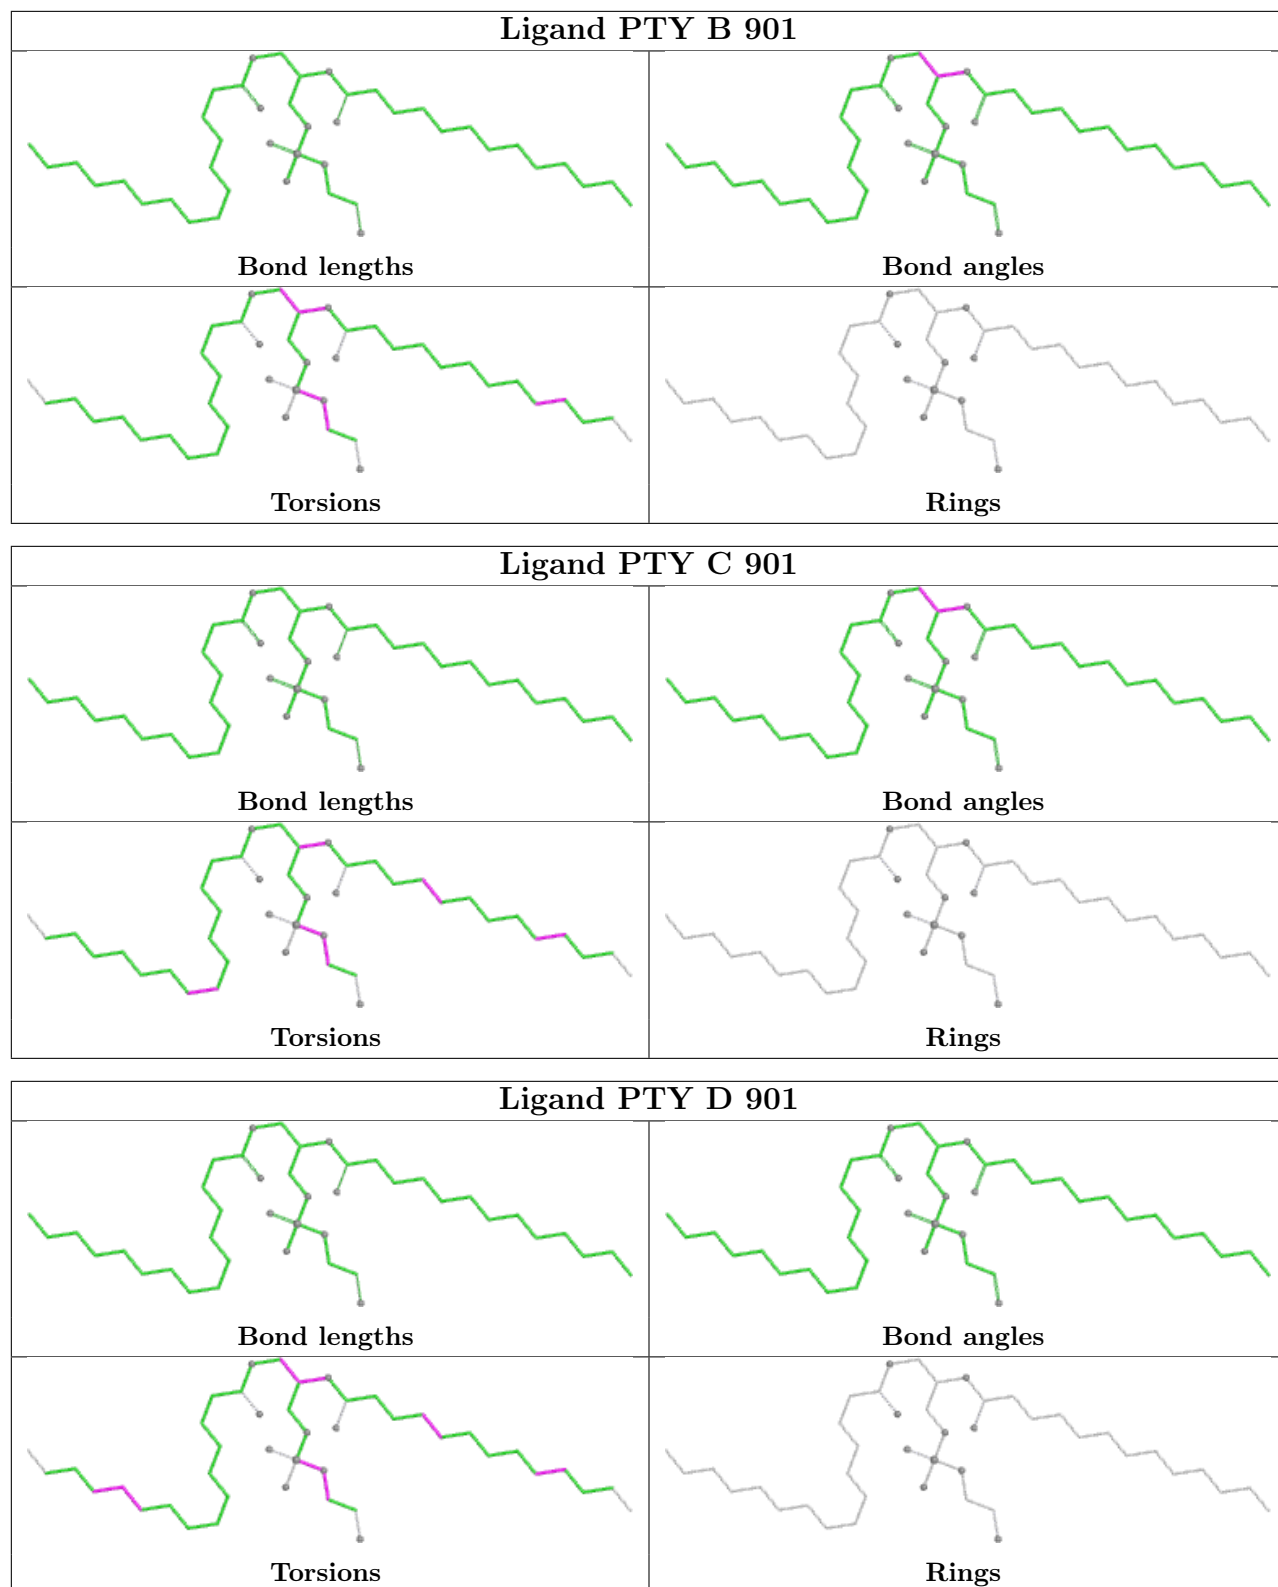 Ligand PTY B 901
Bond lengths
Bond angles
Torsions
Rings
Ligand PTY C 901
Bond lengths
Bond angles
Torsions
Rings
Ligand PTY D 901
Bond lengths
Bond angles
Torsions
Rings